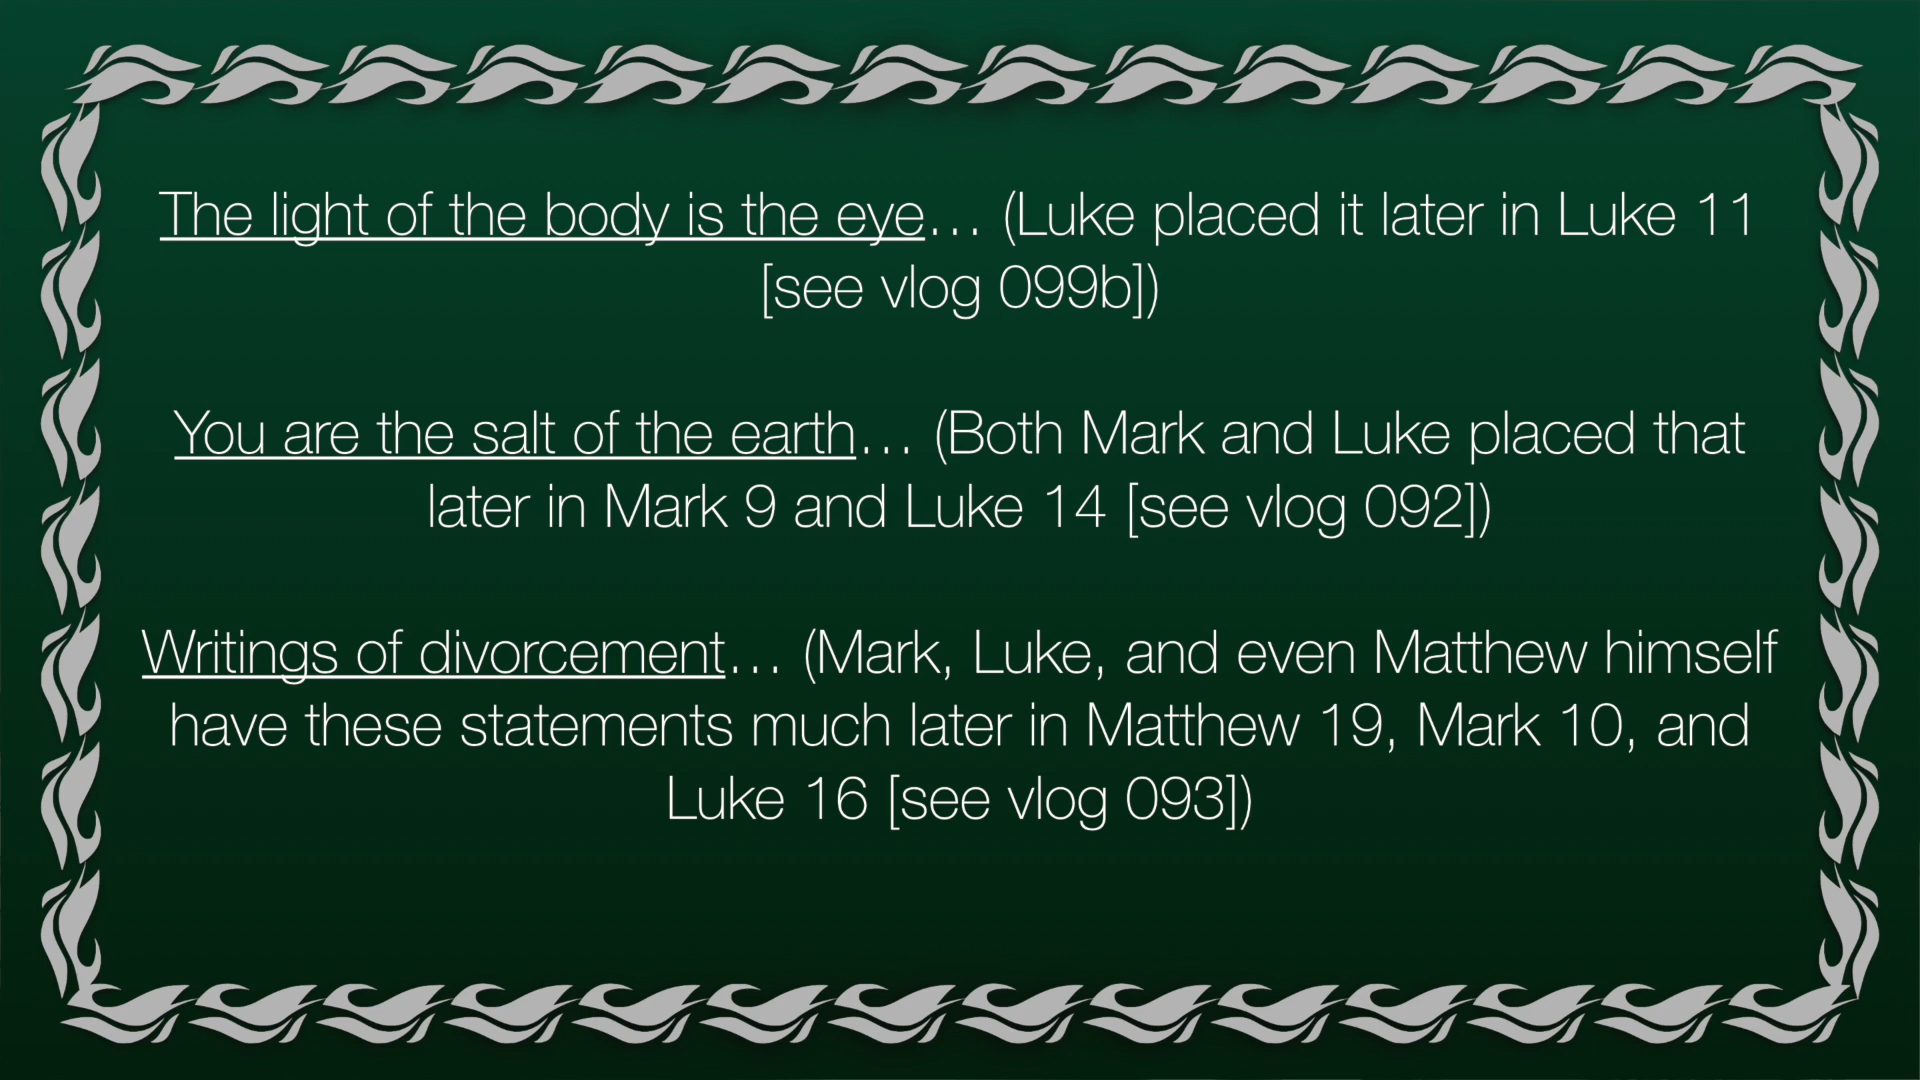 The light of the body is the eye… (Luke placed it later in Luke 11
[see vlog 099b])
You are the salt of the earth… (Both Mark and Luke placed that
later in Mark 9 and Luke 14 [see vlog 092])
Writings of divorcement… (Mark, Luke, and even Matthew himself
have these statements much later in Matthew 19, Mark 10, and
Luke 16 [see vlog 093])